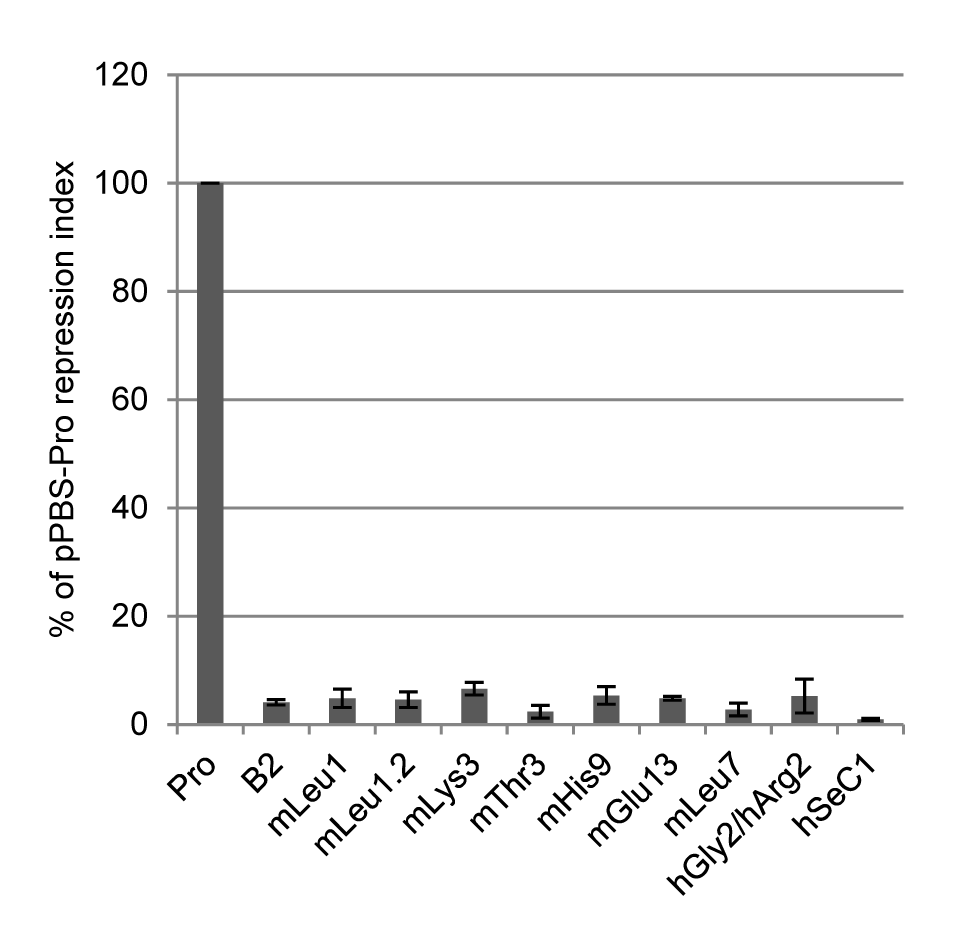 % of pPBS-Pro repression index
120
100
80
60
40
20
0
Pro
B2
mLeu1
mLeu1.2
mLys3
mThr3
mHis9
mGlu13
mLeu7
hGly2/hArg2
hSeC1